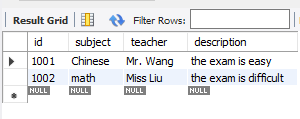 Result Grid Filter Rows:
id subject teacher description
1001 Chinese Mr. Wang the exam is easy
1002 math Miss Liu the exam is difficult
NULL NULL NULL NULL